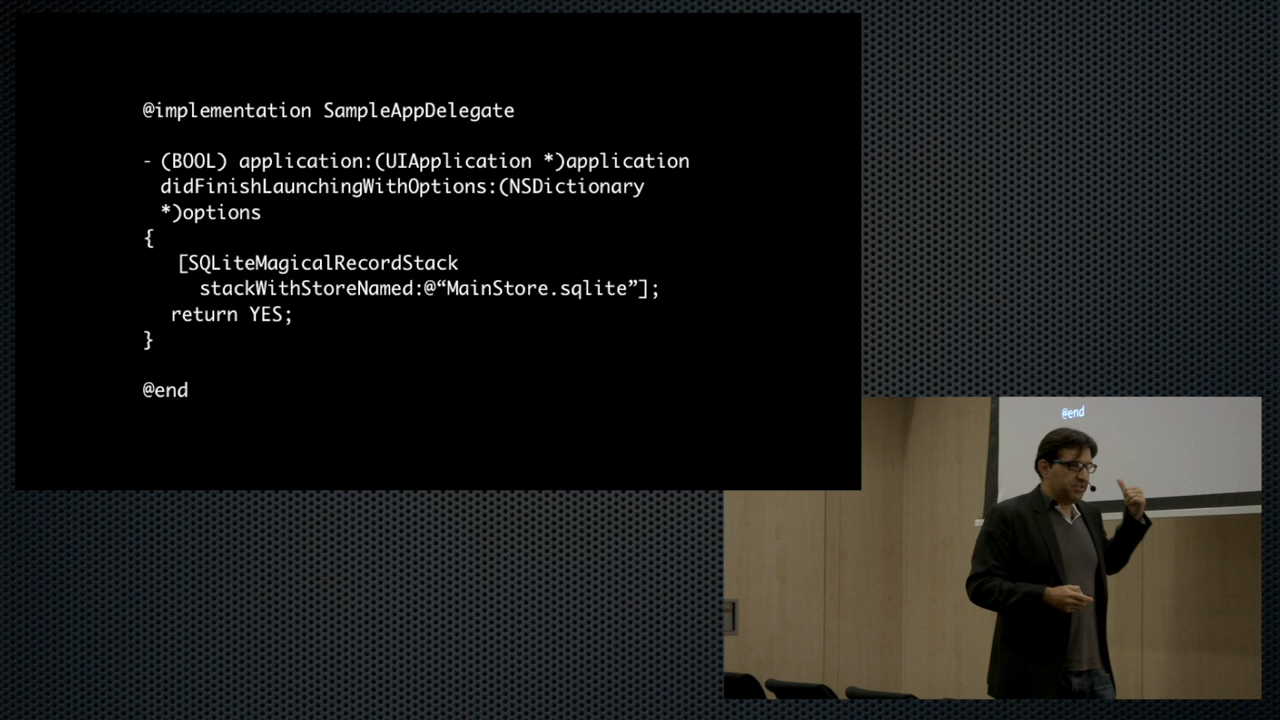 @implementation SampleAppDelegate
- (BOOL) application:(UIApplication *)application
didFinishLaunchingWithOptions:(NSDictionary
*)options
{
[SQLiteMagicalRecordStack
stackWithStoreNamed:@“MainStore.sqlite”];
return YES;
}
@end
@end